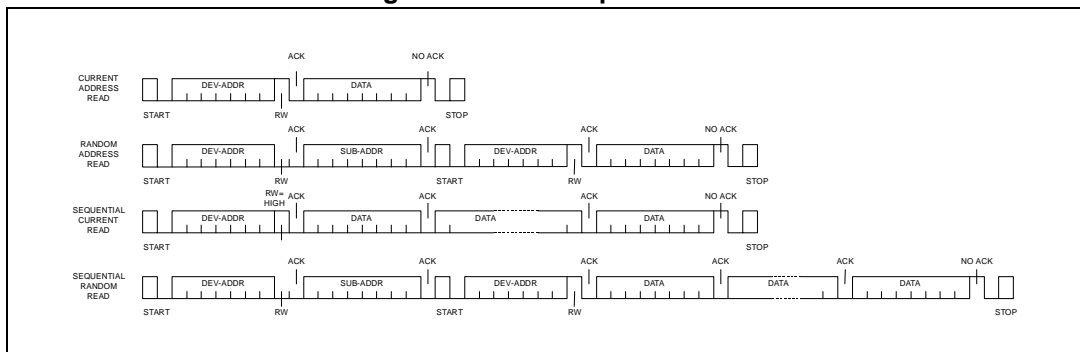 ACK NO ACK
CURRENT
ADDRESS
READ
DEV-ADDR DATA
START RW STOP
ACK ACK ACK NO ACK
RANDOM
ADDRESS
READ
DEV-ADDR SUB-ADDR DEV-ADDR DATA
START RW START RW STOP
RW=
HIGH
ACK ACK ACK NO ACK
SEQUENTIAL
CURRENT
READ
DEV-ADDR DATA DATA DATA
START STOP
ACK ACK ACK ACK ACK NO ACK
SEQUENTIAL
RANDOM
READ
DEV-ADDR SUB-ADDR DEV-ADDR DATA DATA DATA
START RW START RW STOP